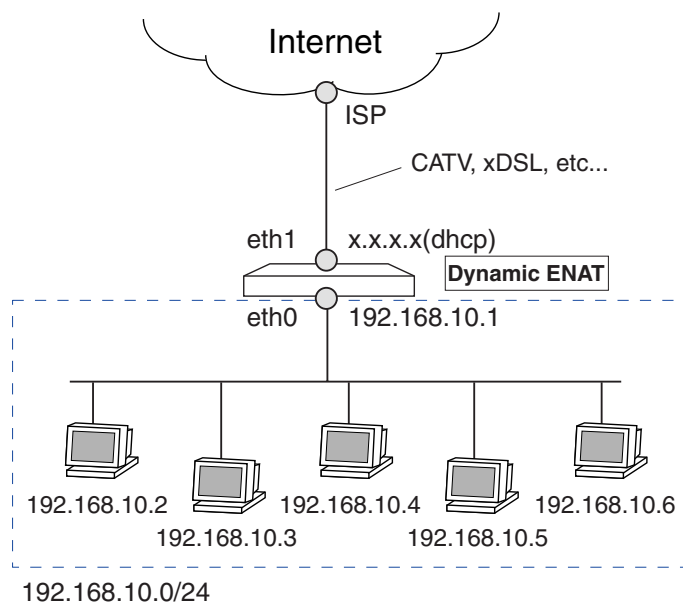 Internet
ISP
CATV, xDSL, etc...
eth1 x.x.x.x(dhcp)
Dynamic ENAT
eth0 192.168.10.1
192.168.10.2
192.168.10.3
192.168.10.4
192.168.10.5
192.168.10.6
192.168.10.0/24